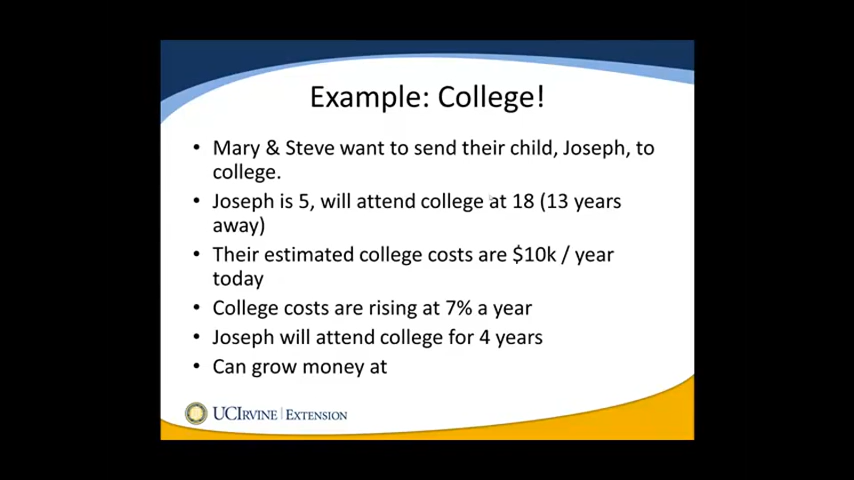 Example: College!
• Mary & Steve want to send their child, Joseph, to
college.
• Joseph is 5, will attend college at 18 (13 years
away)
• Their estimated college costs are $10k / year
today
• College costs are rising at 7% a year
• Joseph will attend college for 4 years
• Can grow money at
UCIRVINE | EXTENSION